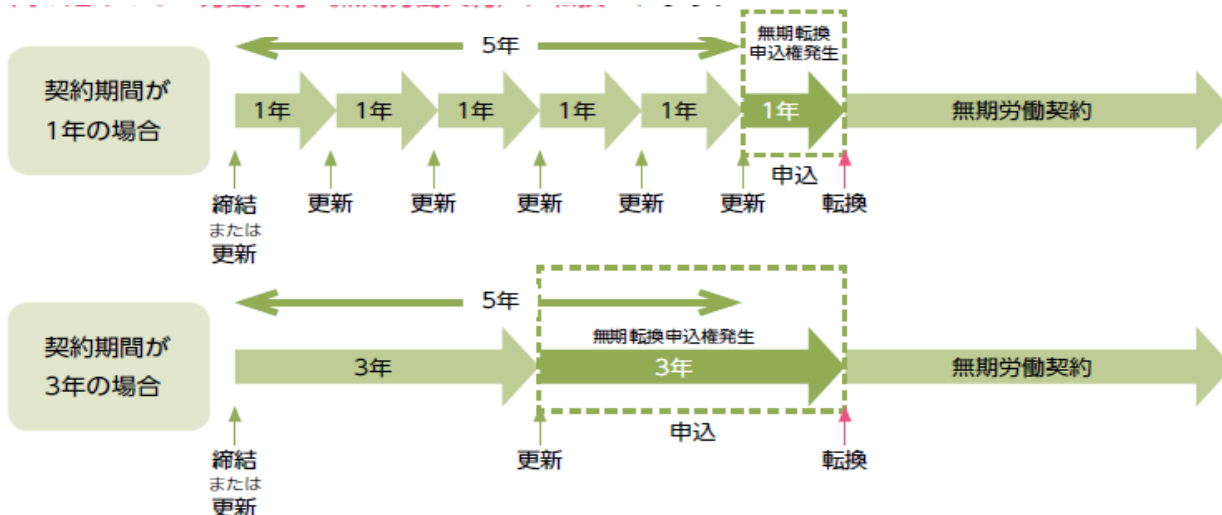 5年
無期転換
申込権発生
契約期間が
1年の場合
1年 1年 1年 1年 1年 1年 無期労働契約
申込
締結 更新 更新 更新 更新 更新 転換
または
更新
5年
無期転換申込権発生
契約期間が
3年の場合
3年 3年 無期労働契約
申込
締結 更新 転換
または
更新